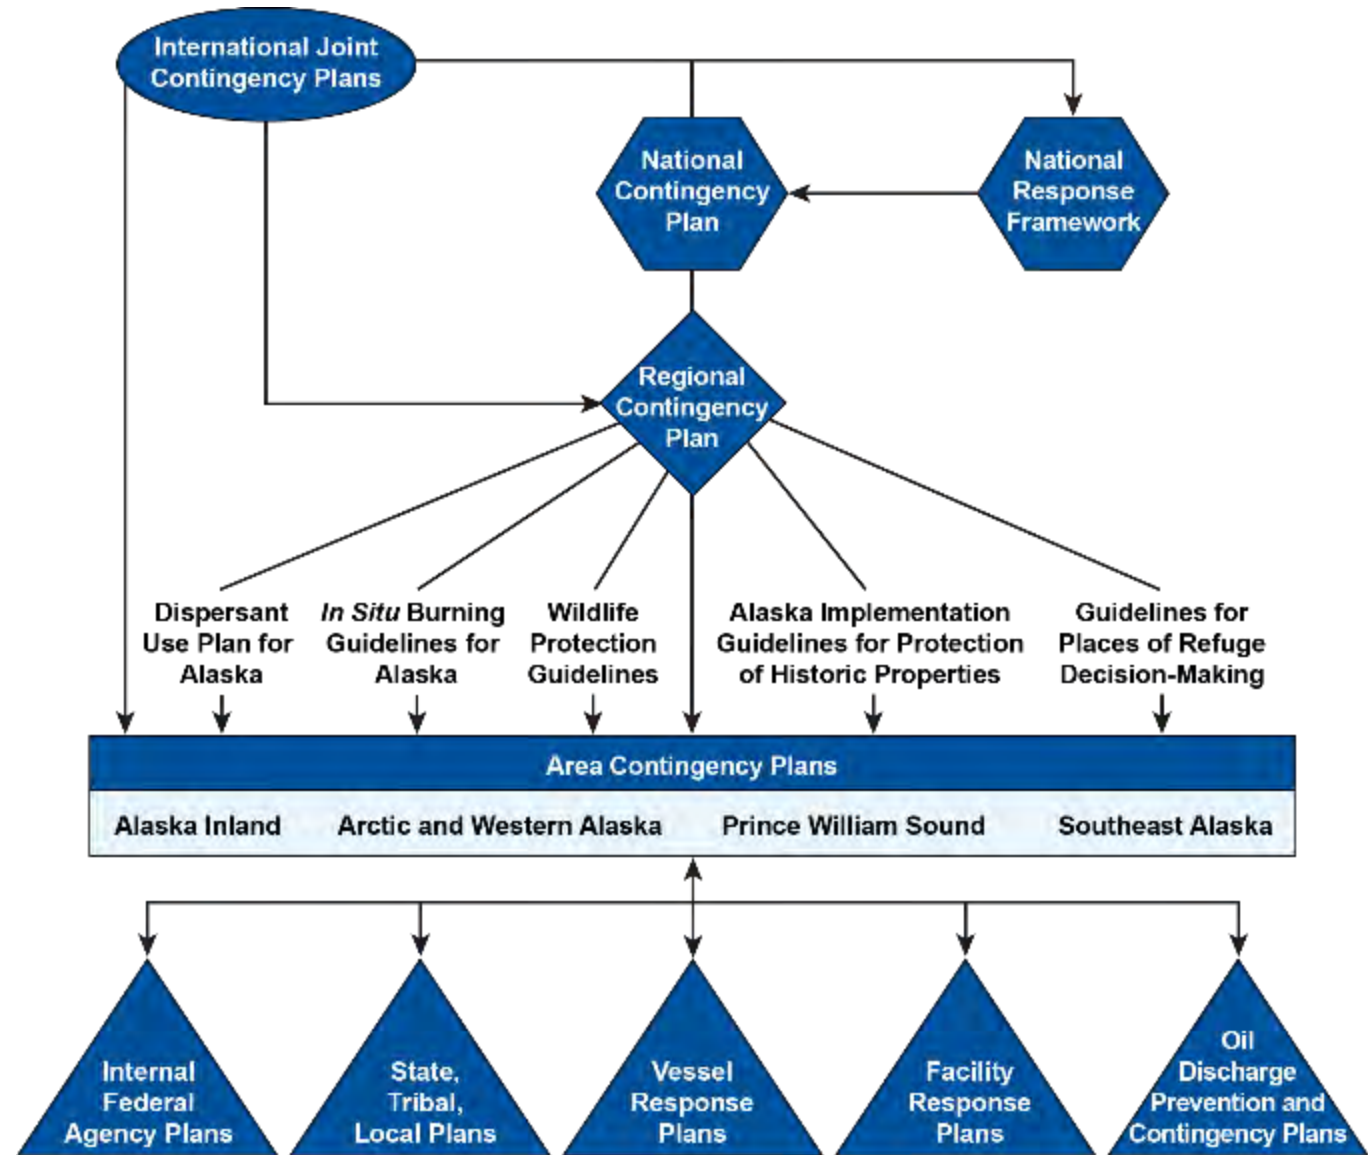 International Joint
Contingency Plans
National
Contingency
Plan
National
Response
Framework
Regional
Contingency
Plan
Dispersant
Use Plan for
Alaska
In Situ Burning
Guidelines for
Alaska
Wildlife
Protection
Guidelines
Alaska Implementation
Guidelines for Protection
of Historic Properties
Guidelines for
Places of Refuge
Decision-Making
Area Contingency Plans
Alaska Inland
Arctic and Western Alaska
Prince William Sound
Southeast Alaska
Internal
Federal
Agency Plans
State,
Tribal,
Local Plans
Vessel
Response
Plans
Facility
Response
Plans
Oil
Discharge
Prevention and
Contingency Plans